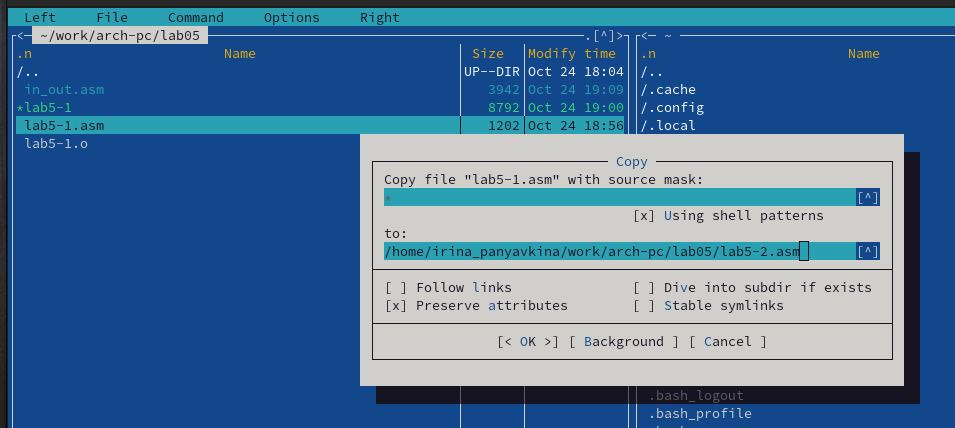 Left File Command Options Right
<─ ~/work/arch-pc/lab05 .[^]> <─ ~
.n Name Size Modify time .n Name
/.. UP--DIR Oct 24 18:04 /..
in_out.asm 3942 Oct 24 19:09 /.cache
*lab5-1 8792 Oct 24 19:00 /.config
lab5-1.asm 1202 Oct 24 18:56 /.local
lab5-1.o
Copy
Copy file "lab5-1.asm" with source mask:
* [^]
[x] Using shell patterns
to:
/home/irina_panyavkina/work/arch-pc/lab05/lab5-2.asm [^]
[ ] Follow links [ ] Dive into subdir if exists
[x] Preserve attributes [ ] Stable symlinks
[< OK >] [ Background ] [ Cancel ]
.bash_logout
.bash_profile